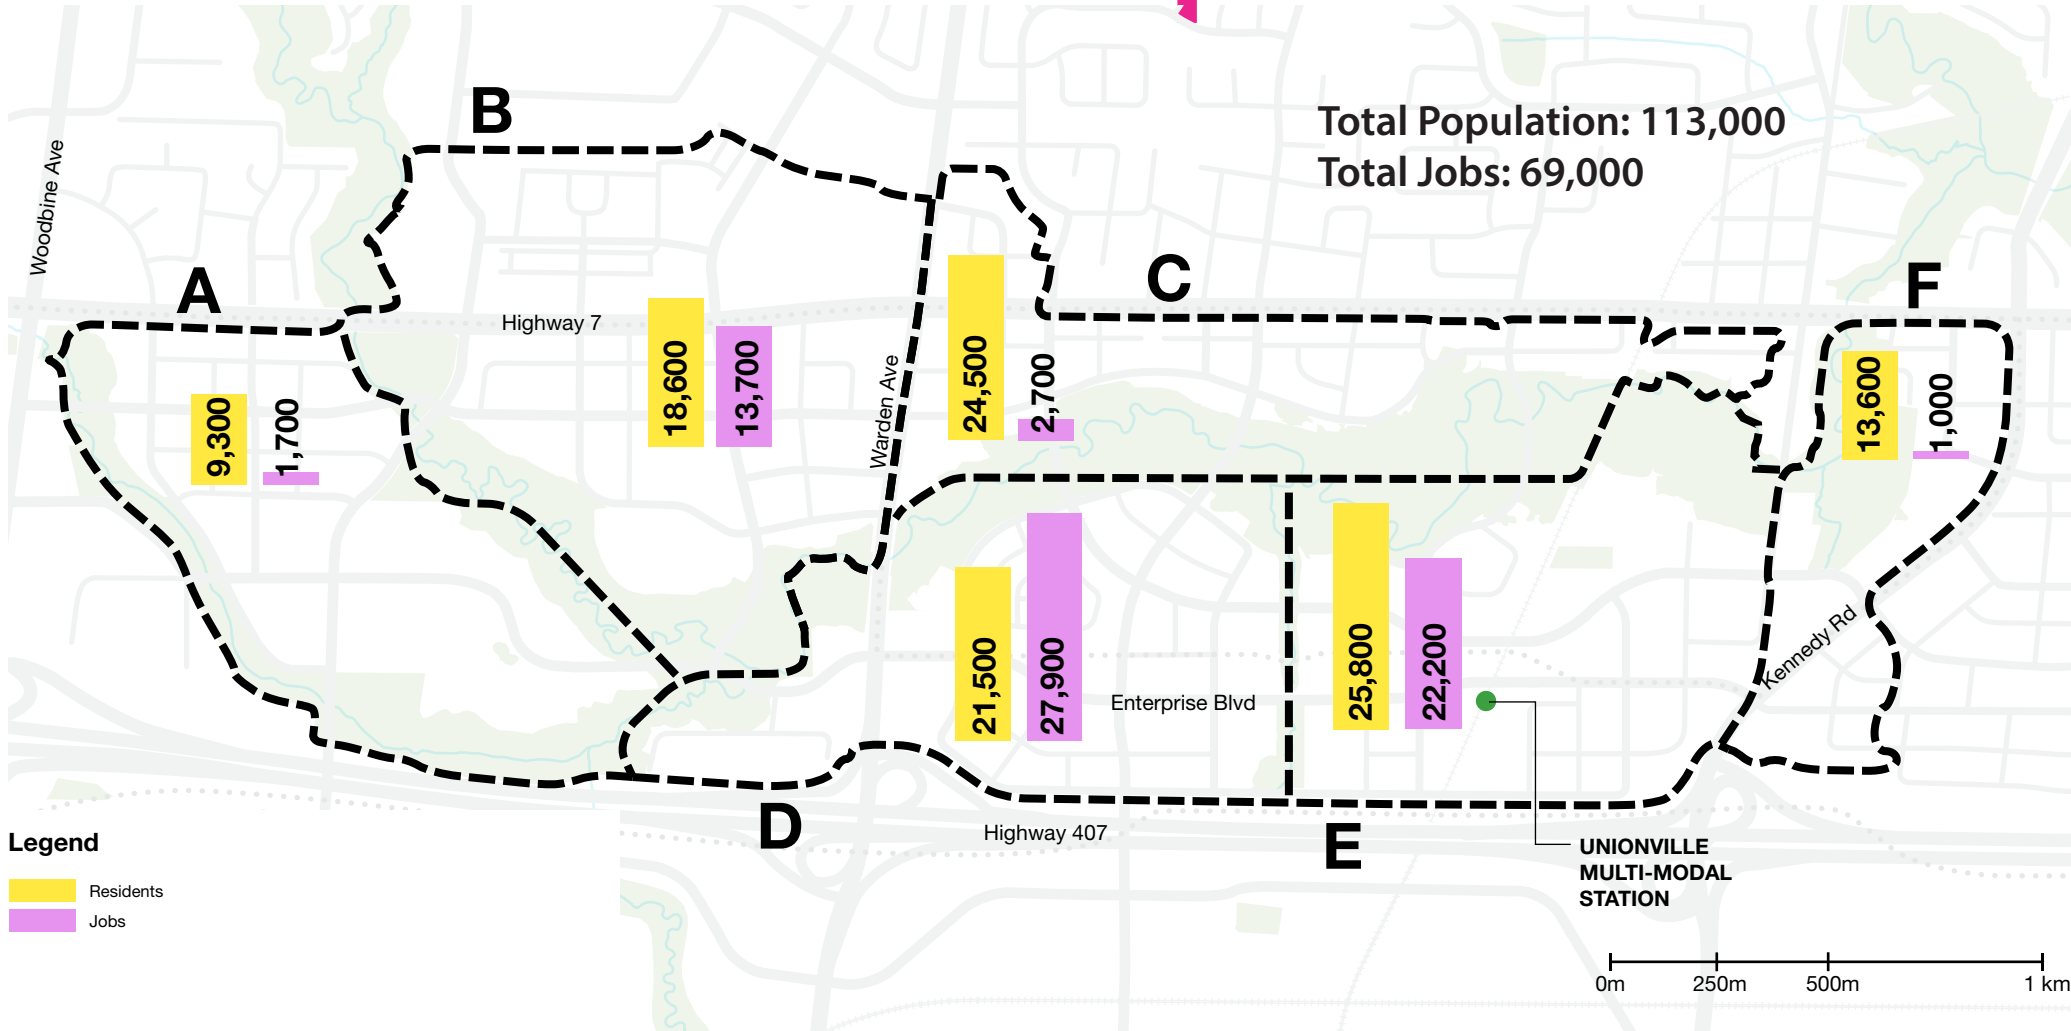 B
Total Population: 113,000
Total Jobs: 69,000
Woodbine Ave
A
C
F
Highway 7
18,600
13,700
Warden Ave
24,500
2,700
13,600
1,000
9,300
1,700
21,500
27,900
25,800
22,200
Kennedy Rd
Enterprise Blvd
D
Highway 407
E
UNIONVILLE
MULTI-MODAL
STATION
Legend
Residents
Jobs
0m 250m 500m 1 km